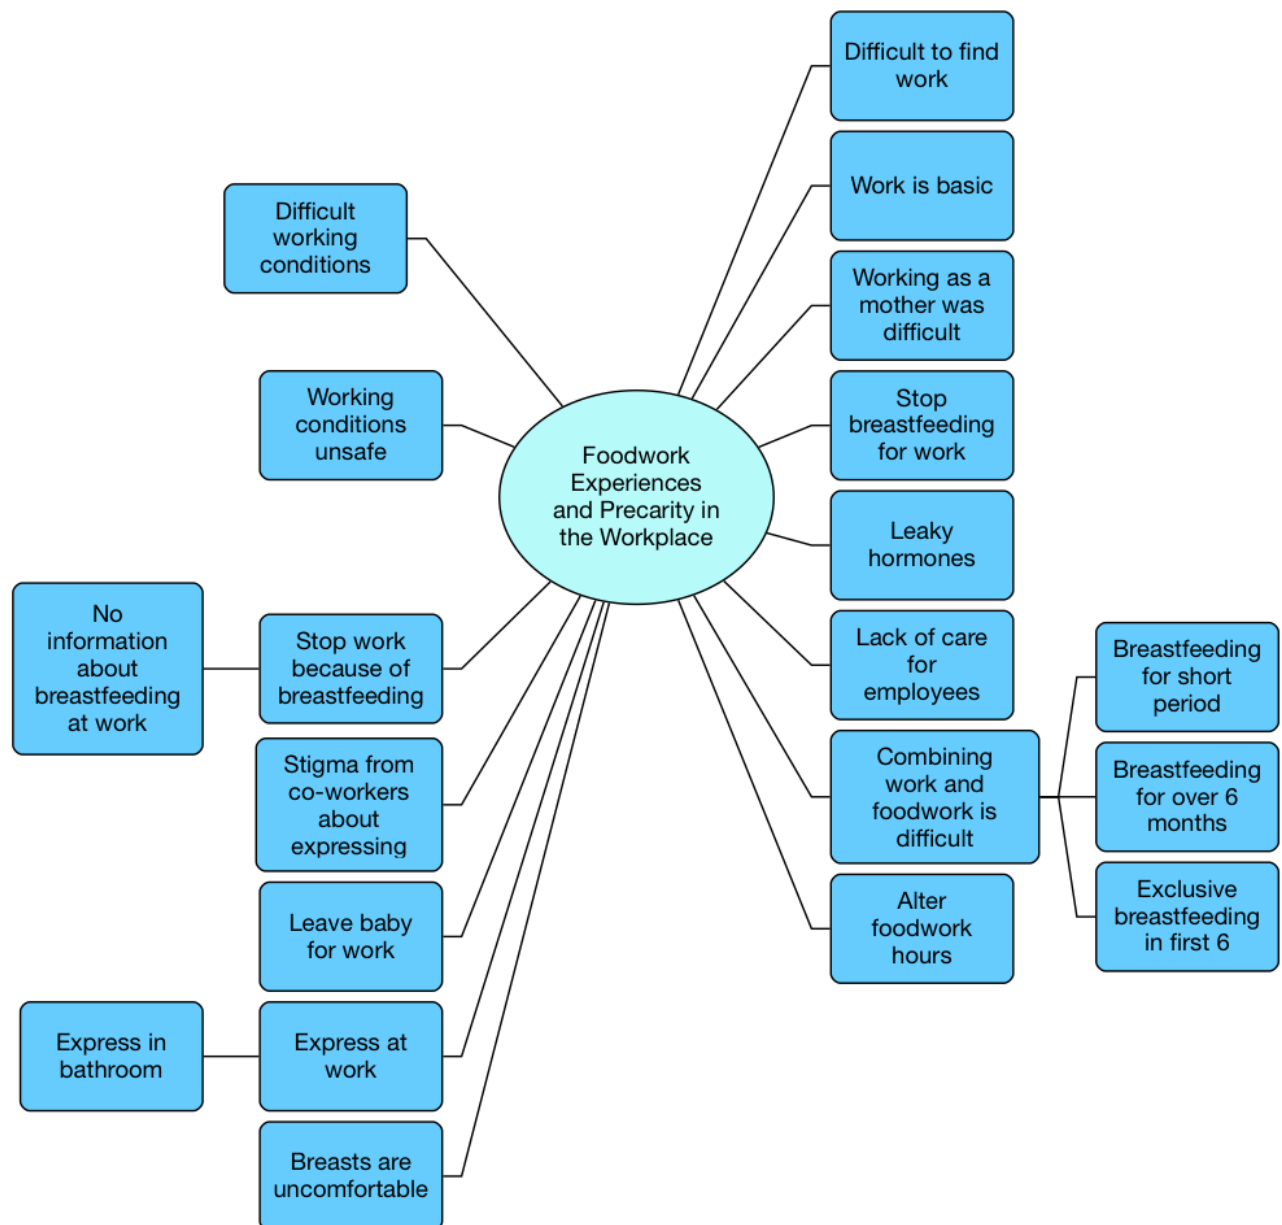 Difficult to find
work
Work is basic
Difficult
working
conditions
Working as a
mother was
difficult
Working
conditions
unsafe
Stop
breastfeeding
for work
Foodwork
Experiences
and Precarity in
the Workplace
Leaky
hormones
No
information
about
breastfeeding
at work
Stop work
because of
breastfeeding
Lack of care
for
employees
Breastfeeding
for short
period
Stigma from
co-workers
about
expressing
Combining
work and
foodwork is
difficult
Breastfeeding
for over 6
months
Leave baby
for work
Alter
foodwork
hours
Exclusive
breastfeeding
in first 6
Express in
bathroom
Express at
work
Breasts are
uncomfortable